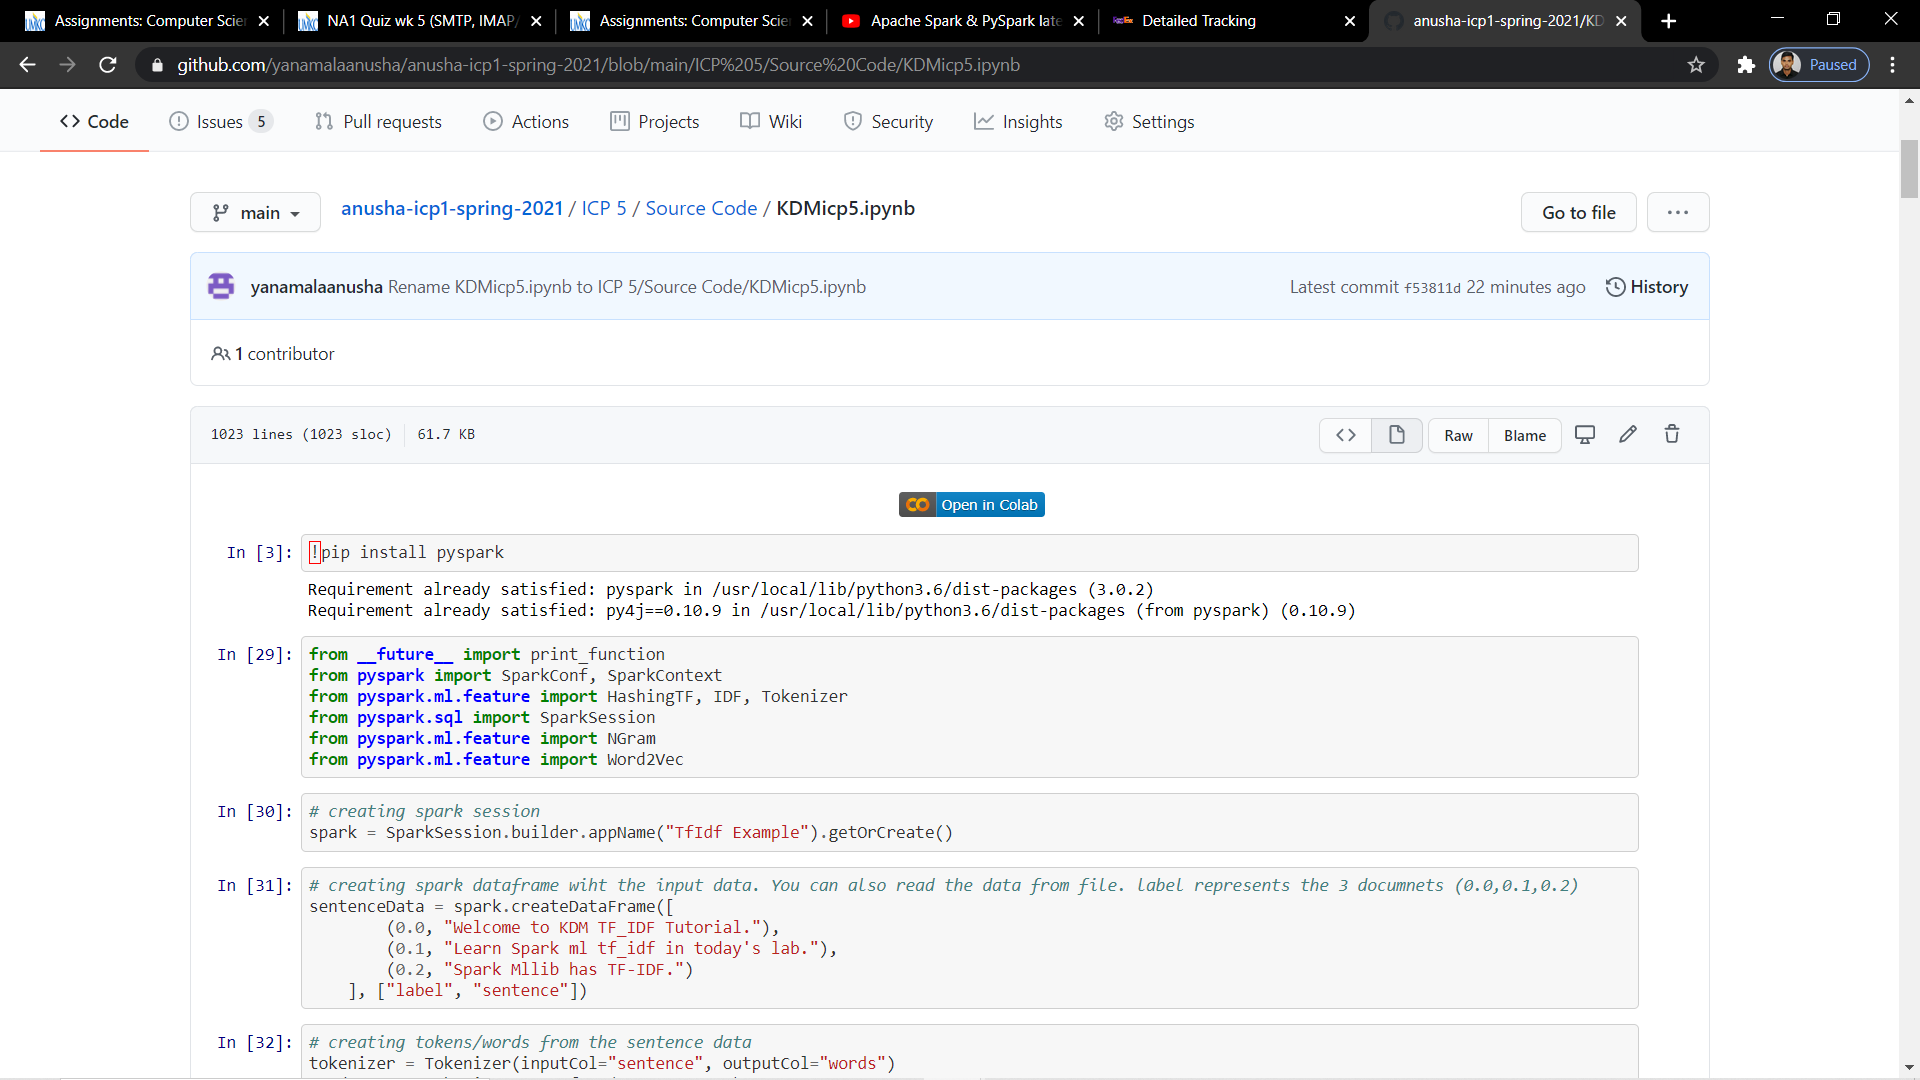 Assignments: Computer Scien
NA1 Quiz wk 5 (SMTP, IMAP,
Assignments: Computer Scien
Apache Spark & PySpark late
Detailed Tracking
anusha-icp1-spring-2021/KD
github.com/yanamalaanusha/anusha-icp1-spring-2021/blob/main/ICP%205/Source%20Code/KDMicp5.ipynb
Paused
Code
Issues 5
Pull requests
Actions
Projects
Wiki
Security
Insights
Settings
main
anusha-icp1-spring-2021 / ICP 5 / Source Code / KDMicp5.ipynb
Go to file
...
yanamalaanusha Rename KDMicp5.ipynb to ICP 5/Source Code/KDMicp5.ipynb
Latest commit f53811d 22 minutes ago
History
1 contributor
1023 lines (1023 sloc)
61.7 KB
<>
Raw
Blame
CO Open in Colab
In [3]: !pip install pyspark
Requirement already satisfied: pyspark in /usr/local/lib/python3.6/dist-packages (3.0.2)
Requirement already satisfied: py4j==0.10.9 in /usr/local/lib/python3.6/dist-packages (from pyspark) (0.10.9)
In [29]: from __future__ import print_function
from pyspark import SparkConf, SparkContext
from pyspark.ml.feature import HashingTF, IDF, Tokenizer
from pyspark.sql import SparkSession
from pyspark.ml.feature import NGram
from pyspark.ml.feature import Word2Vec
In [30]: # creating spark session
spark = SparkSession.builder.appName("TfIdf Example").getOrCreate()
In [31]: # creating spark dataframe wiht the input data. You can also read the data from file. label represents the 3 documnets (0.0,0.1,0.2)
sentenceData = spark.createDataFrame([
(0.0, "Welcome to KDM TF_IDF Tutorial."),
(0.1, "Learn Spark ml tf_idf in today's lab."),
(0.2, "Spark Mllib has TF-IDF.")
], ["label", "sentence"])
In [32]: # creating tokens/words from the sentence data
tokenizer = Tokenizer(inputCol="sentence", outputCol="words")